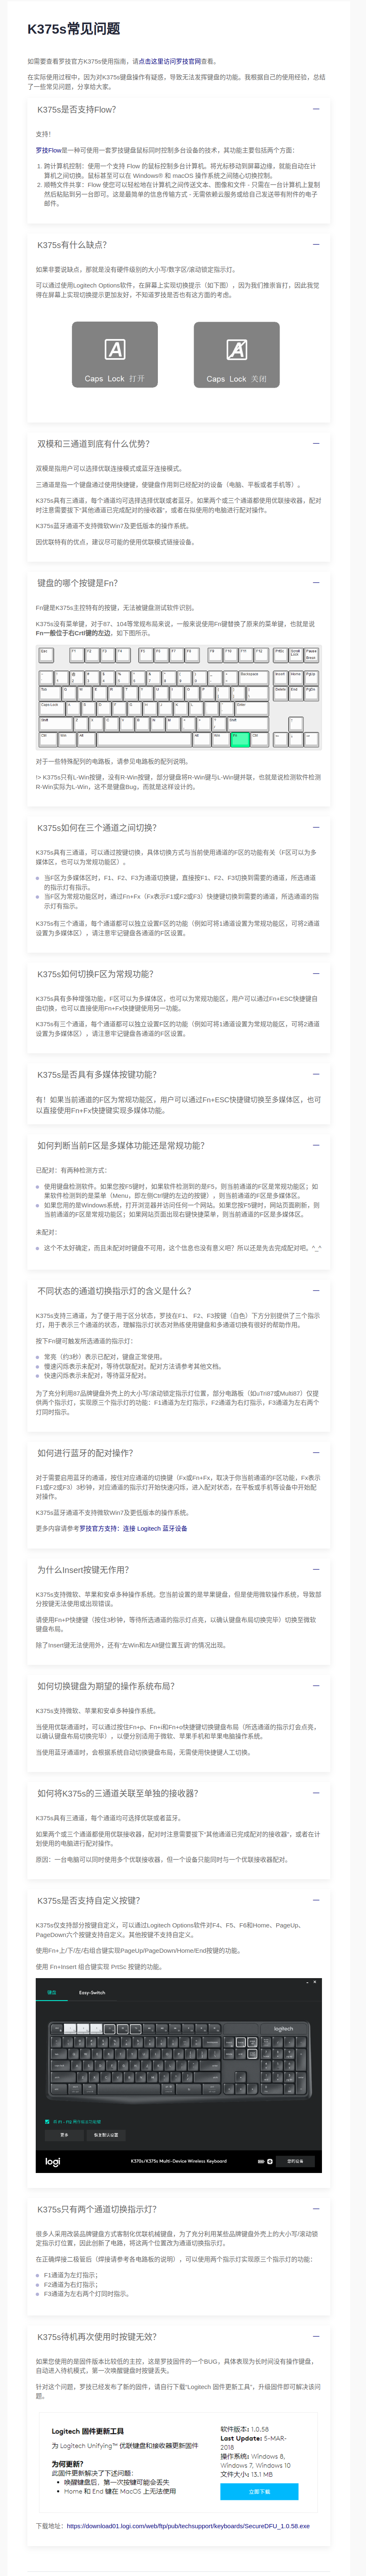 K375s常见问题
如需要查看罗技官方K375s使用指南，请点击这里访问罗技官网查看。
在实际使用过程中，因为对K375s键盘操作有疑惑，导致无法发挥键盘的功能。我根据自己的使用经验，总结
了一些常见问题，分享给大家。
K375s是否支持Flow?
支持！
罗技Flow是一种可使用一套罗技键盘鼠标同时控制多台设备的技术，其功能主要包括两个方面：
1. 跨计算机控制：使用一个支持 Flow 的鼠标控制多台计算机。将光标移动到屏幕边缘，就能自动在计
算机之间切换。鼠标甚至可以在 Windows® 和 macOS 操作系统之间随心切换控制。
2. 顺畅文件共享：Flow 使您可以轻松地在计算机之间传送文本、图像和文件 - 只需在一台计算机上复制
然后粘贴到另一台即可。这是最简单的信息传输方式 - 无需依赖云服务或给自己发送带有附件的电子
邮件。
K375s有什么缺点?
如果非要说缺点，那就是没有硬件级别的大小写/数字区/滚动锁定指示灯。
可以通过使用Logitech Options软件，在屏幕上实现切换提示（如下图），因为我们推崇盲打，因此我觉
得在屏幕上实现切换提示更加友好，不知道罗技是否也有这方面的考虑。
Caps Lock 打开
Caps Lock 关闭
双模和三通道到底有什么优势?
双模是指用户可以选择优联连接模式或蓝牙连接模式。
三通道是指一个键盘通过使用快捷键，使键盘作用到已经配对的设备（电脑、平板或者手机等）。
K375s具有三通道，每个通道均可选择选择优联或者蓝牙。如果两个或三个通道都使用优联接收器，配对
时注意需要拔下“其他通道已完成配对的接收器”，或者在拟使用的电脑进行配对操作。
K375s蓝牙通道不支持微软Win7及更低版本的操作系统。
因优联特有的优点，建议尽可能的使用优联模式链接设备。
键盘的哪个按键是Fn?
Fn键是K375s主控特有的按键，无法被键盘测试软件识别。
K375s没有菜单键，对于87、104等常规布局来说，一般来说使用Fn键替换了原来的菜单键，也就是说
Fn一般位于右Crtl键的左边，如下图所示。
对于一些特殊配列的电路板，请参见电路板的配列说明。
!> K375s只有L-Win按键，没有R-Win按键，部分键盘将R-Win键与L-Win键并联，也就是说检测软件检测
R-Win实际为L-Win，这不是键盘Bug，而就是这样设计的。
K375s如何在三个通道之间切换?
K375s具有三通道，可以通过按键切换，具体切换方式与当前使用通道的F区的功能有关（F区可以为多
媒体区，也可以为常规功能区）。
当F区为多媒体区时，F1、F2、F3为通道切换键，直接按F1、F2、F3切换到需要的通道，所选通道
的指示灯有指示。
当F区为常规功能区时，通过Fn+Fx（Fx表示F1或F2或F3）快捷键切换到需要的通道，所选通道的指
示灯有指示。
K375s有三个通道，每个通道都可以独立设置F区的功能（例如可将1通道设置为常规功能区，可将2通道
设置为多媒体区），请注意牢记键盘各通道的F区设置。
K375s如何切换F区为常规功能?
K375s具有多种增强功能，F区可以为多媒体区，也可以为常规功能区，用户可以通过Fn+ESC快捷键自
由切换，也可以直接使用Fn+Fx快捷键使用另一功能。
K375s有三个通道，每个通道都可以独立设置F区的功能（例如可将1通道设置为常规功能区，可将2通道
设置为多媒体区），请注意牢记键盘各通道的F区设置。
K375s是否具有多媒体按键功能?
有！如果当前通道的F区为常规功能区，用户可以通过Fn+ESC快捷键切换至多媒体区，也可
以直接使用Fn+Fx快捷键实现多媒体功能。
如何判断当前F区是多媒体功能还是常规功能?
已配对：有两种检测方式：
使用键盘检测软件。如果您按F5键时，如果软件检测到的是F5，则当前通道的F区是常规功能区；如
果软件检测到的是菜单（Menu，即左侧Ctrl键的左边的按键），则当前通道的F区是多媒体区。
如果您用的是Windows系统，打开浏览器并访问任何一个网站。如果您按F5键时，网站页面刷新，则
当前通道的F区是常规功能区；如果网站页面出现右键快捷菜单，则当前通道的F区是多媒体区。
未配对：
这个不太好确定，而且未配对时键盘不可用，这个信息也没有意义吧？所以还是先去完成配对吧。^_^
不同状态的通道切换指示灯的含义是什么?
K375s支持三通道，为了便于用于区分状态，罗技在F1、 F2、F3按键（白色）下方分别提供了三个指示
灯，用于表示三个通道的状态，理解指示灯状态对熟练使用键盘和多通道切换有很好的帮助作用。
按下Fn键可触发所选通道的指示灯：
常亮（约3秒）表示已配对，键盘正常使用。
慢速闪烁表示未配对，等待优联配对。配对方法请参考其他文档。
快速闪烁表示未配对，等待蓝牙配对。
为了充分利用87品牌键盘外壳上的大小写/滚动锁定指示灯位置，部分电路板（如uTri87或Multi87）仅提
供两个指示灯，实现原三个指示灯的功能：F1通道为左灯指示，F2通道为右灯指示，F3通道为左右两个
灯同时指示。
如何进行蓝牙的配对操作?
对于需要启用蓝牙的通道，按住对应通道的切换键（Fx或Fn+Fx，取决于你当前通道的F区功能，Fx表示
F1或F2或F3）3秒钟，对应通道的指示灯开始快速闪烁，进入配对状态，在平板或手机等设备中开始配
对操作。
K375s蓝牙通道不支持微软Win7及更低版本的操作系统。
更多内容请参考罗技官方支持：连接 Logitech 蓝牙设备
为什么Insert按键无作用?
K375s支持微软、苹果和安卓多种操作系统。您当前设置的是苹果键盘，但是使用微软操作系统，导致部
分按键无法使用或出现错误。
请使用Fn+P快捷键（按住3秒钟，等待所选通道的指示灯点亮，以确认键盘布局切换完毕）切换至微软
键盘布局。
除了Insert键无法使用外，还有“左Win和左Alt键位置互调”的情况出现。
如何切换键盘为期望的操作系统布局?
K375s支持微软、苹果和安卓多种操作系统。
当使用优联通道时，可以通过按住Fn+p、Fn+i和Fn+o快捷键切换键盘布局（所选通道的指示灯会点亮，
以确认键盘布局切换完毕），以便分别适用于微软、苹果手机和苹果电脑操作系统。
当使用蓝牙通道时，会根据系统自动切换键盘布局，无需使用快捷键人工切换。
如何将K375s的三通道关联至单独的接收器?
K375s具有三通道，每个通道均可选择优联或者蓝牙。
如果两个或三个通道都使用优联接收器，配对时注意需要拔下“其他通道已完成配对的接收器”，或者在计
划使用的电脑进行配对操作。
原因：一台电脑可以同时使用多个优联接收器，但一个设备只能同时与一个优联接收器配对。
K375s是否支持自定义按键?
K375s仅支持部分按键自定义，可以通过Logitech Options软件对F4、F5、F6和Home、PageUp、
PageDown六个按键支持自定义。其他按键不支持自定义。
使用Fn+上/下/左/右组合键实现PageUp/PageDown/Home/End按键的功能。
使用 Fn+Insert 组合键实现 PrtSc 按键的功能。
键盘 Easy-Switch
logitech
更多 恢复默认设置
logi K370s/K375s Multi-Device Wireless Keyboard
K375s只有两个通道切换指示灯?
很多人采用改装品牌键盘方式客制化优联机械键盘，为了充分利用某些品牌键盘外壳上的大小写/滚动锁
定指示灯位置，因此创新了电路，将这两个位置改为通道切换指示灯。
在正确焊接二极管后（焊接请参考各电路板的说明），可以使用两个指示灯实现原三个指示灯的功能：
F1通道为左灯指示；
F2通道为右灯指示；
F3通道为左右两个灯同时指示。
K375s待机再次使用时按键无效?
如果您使用的是固件版本比较低的主控，这是罗技固件的一个BUG，具体表现为长时间没有操作键盘，
自动进入待机模式，第一次唤醒键盘时按键丢失。
针对这个问题，罗技已经发布了新的固件，请自行下载“Logitech 固件更新工具”，升级固件即可解决该问
题。
Logitech 固件更新工具
为 Logitech Unifying™ 优联键盘和接收器更新固件
为何更新?
此固件更新解决了下述问题：
唤醒键盘后，第一次按键可能会丢失
Home 和 End 键在 MacOS 上无法使用
软件版本: 1.0.58
Last Update: 5-MAR-
2018
操作系统: Windows 8,
Windows 7, Windows 10
文件大小: 13.1 MB
立即下载
下载地址：https://download01.logi.com/web/ftp/pub/techsupport/keyboards/SecureDFU_1.0.58.exe